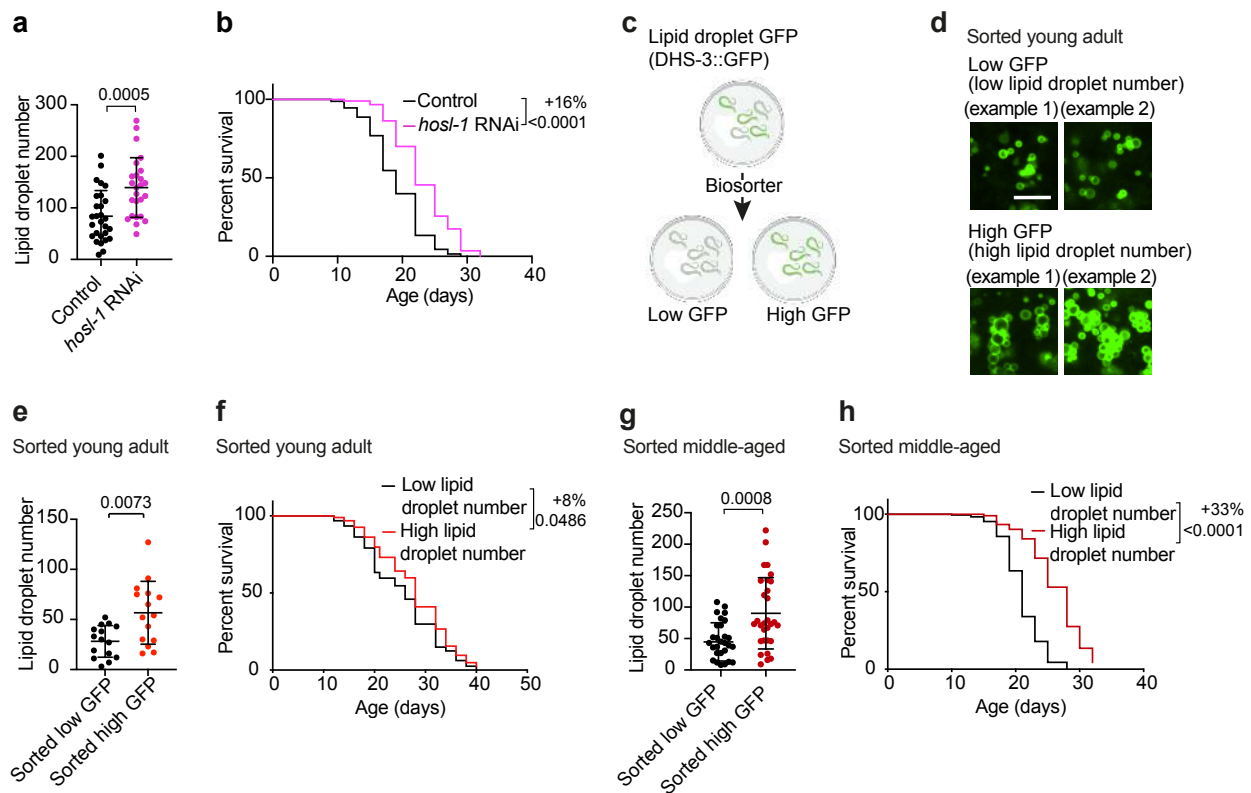 a
0.0005
Lipid droplet number
300
200
100
0
Control
hosl-1 RNAi
b
Percent survival
100
50
0
0 10 20 30 40
Age (days)
Control
hosl-1 RNAi
+16%
<0.0001
c
Lipid droplet GFP
(DHS-3::GFP)
Biosorter
Low GFP
High GFP
d
Sorted young adult
Low GFP
(low lipid droplet number)
(example 1) (example 2)
High GFP
(high lipid droplet number)
(example 1) (example 2)
e
Sorted young adult
0.0073
Lipid droplet number
150
100
50
0
Sorted low GFP
Sorted high GFP
f
Sorted young adult
Low lipid
droplet number
High lipid
droplet number
+8%
0.0486
Percent survival
100
50
0
0 10 20 30 40 50
Age (days)
g
Sorted middle-aged
0.0008
Lipid droplet number
250
200
150
100
50
0
Sorted low GFP
Sorted high GFP
h
Sorted middle-aged
Low lipid
droplet number
High lipid
droplet number
+33%
<0.0001
Percent survival
100
50
0
0 10 20 30 40
Age (days)